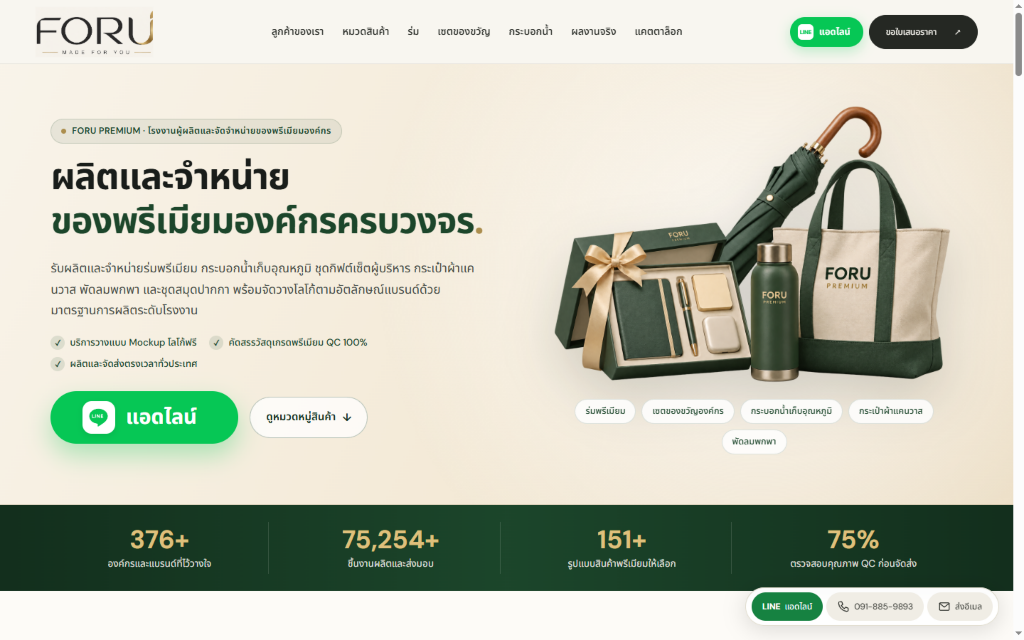 FORU
MADE FOR YOU
ลูกค้าของเรา
หมวดสินค้า
ร่ม
เซตของขวัญ
กระบอกน้ำ
ผลงานจริง
แคตตาล็อก
LINE แอดไลน์
ขอใบเสนอราคา ↗
FORU PREMIUM · โรงงานผู้ผลิตและจัดจำหน่ายของพรีเมียมองค์กร
ผลิตและจำหน่าย
ของพรีเมียมองค์กรครบวงจร.
รับผลิตและจำหน่ายร่มพรีเมียม กระบอกน้ำเก็บอุณหภูมิ ชุดกิฟต์เซ็ตผู้บริหาร กระเป๋าผ้าแค
นวาส พัดลมพกพา และชุดสมุดปากกา พร้อมจัดวางโลโก้ตามอัตลักษณ์แบรนด์ด้วย
มาตรฐานการผลิตระดับโรงงาน
✓ บริการวางแบบ Mockup โลโก้ฟรี
✓ คัดสรรวัสดุเกรดพรีเมียม QC 100%
✓ ผลิตและจัดส่งตรงเวลาทั่วประเทศ
LINE แอดไลน์
ดูหมวดหมู่สินค้า ↓
FORU
PREMIUM
FORU
PREMIUM
FORU
PREMIUM
ร่มพรีเมียม
เซตของขวัญองค์กร
กระบอกน้ำเก็บอุณหภูมิ
กระเป๋าผ้าแคนวาส
พัดลมพกพา
376+
องค์กรและแบรนด์ที่ไว้วางใจ
75,254+
ชิ้นงานผลิตและส่งมอบ
151+
รูปแบบสินค้าพรีเมียมให้เลือก
75%
ตรวจสอบคุณภาพ QC ก่อนจัดส่ง
LINE แอดไลน์
091-885-9893
ส่งอีเมล